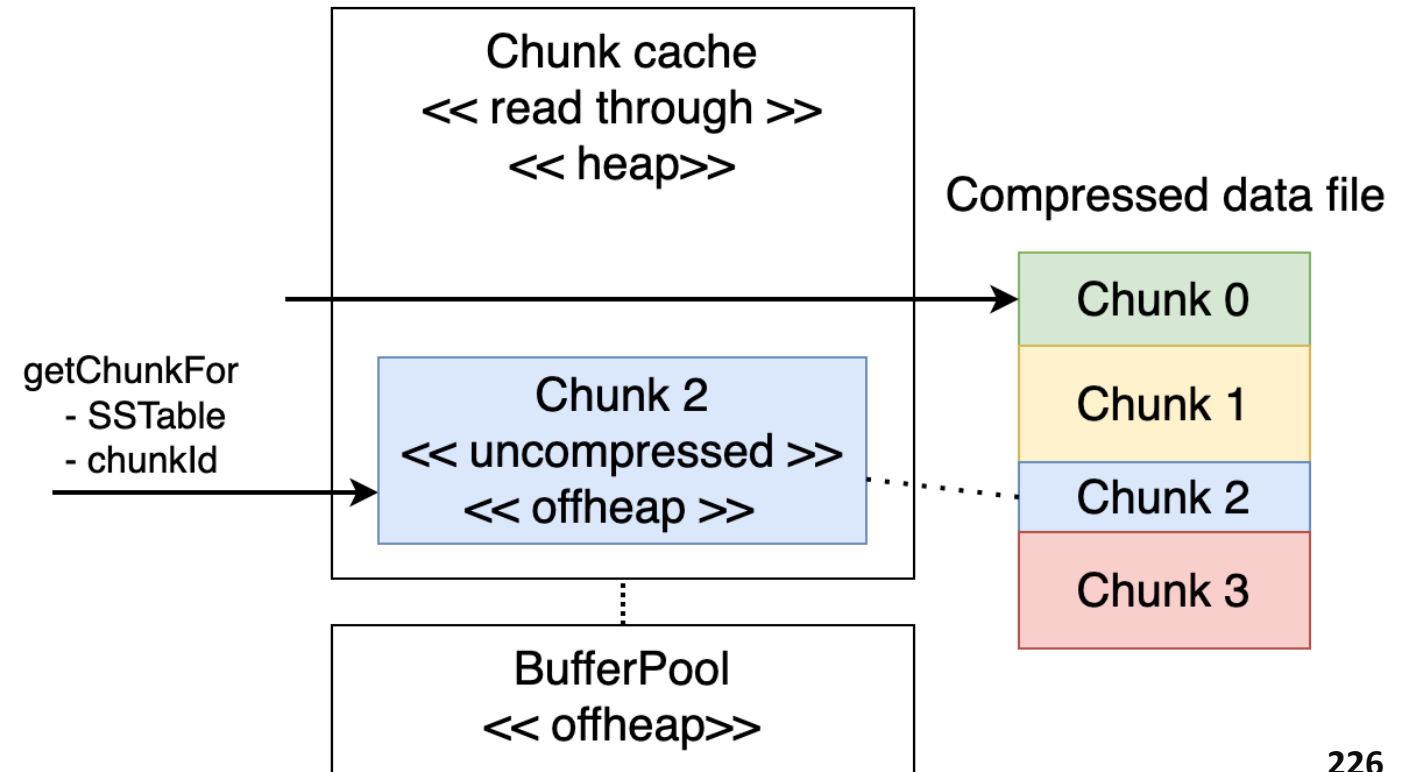 Chunk cache
<< read through >>
<< heap>>
Compressed data file
Chunk 0
getChunkFor
- SSTable
- chunkId
Chunk 2
<< uncompressed >>
<< offheap >>
Chunk 1
Chunk 2
Chunk 3
BufferPool
<< offheap>>
226